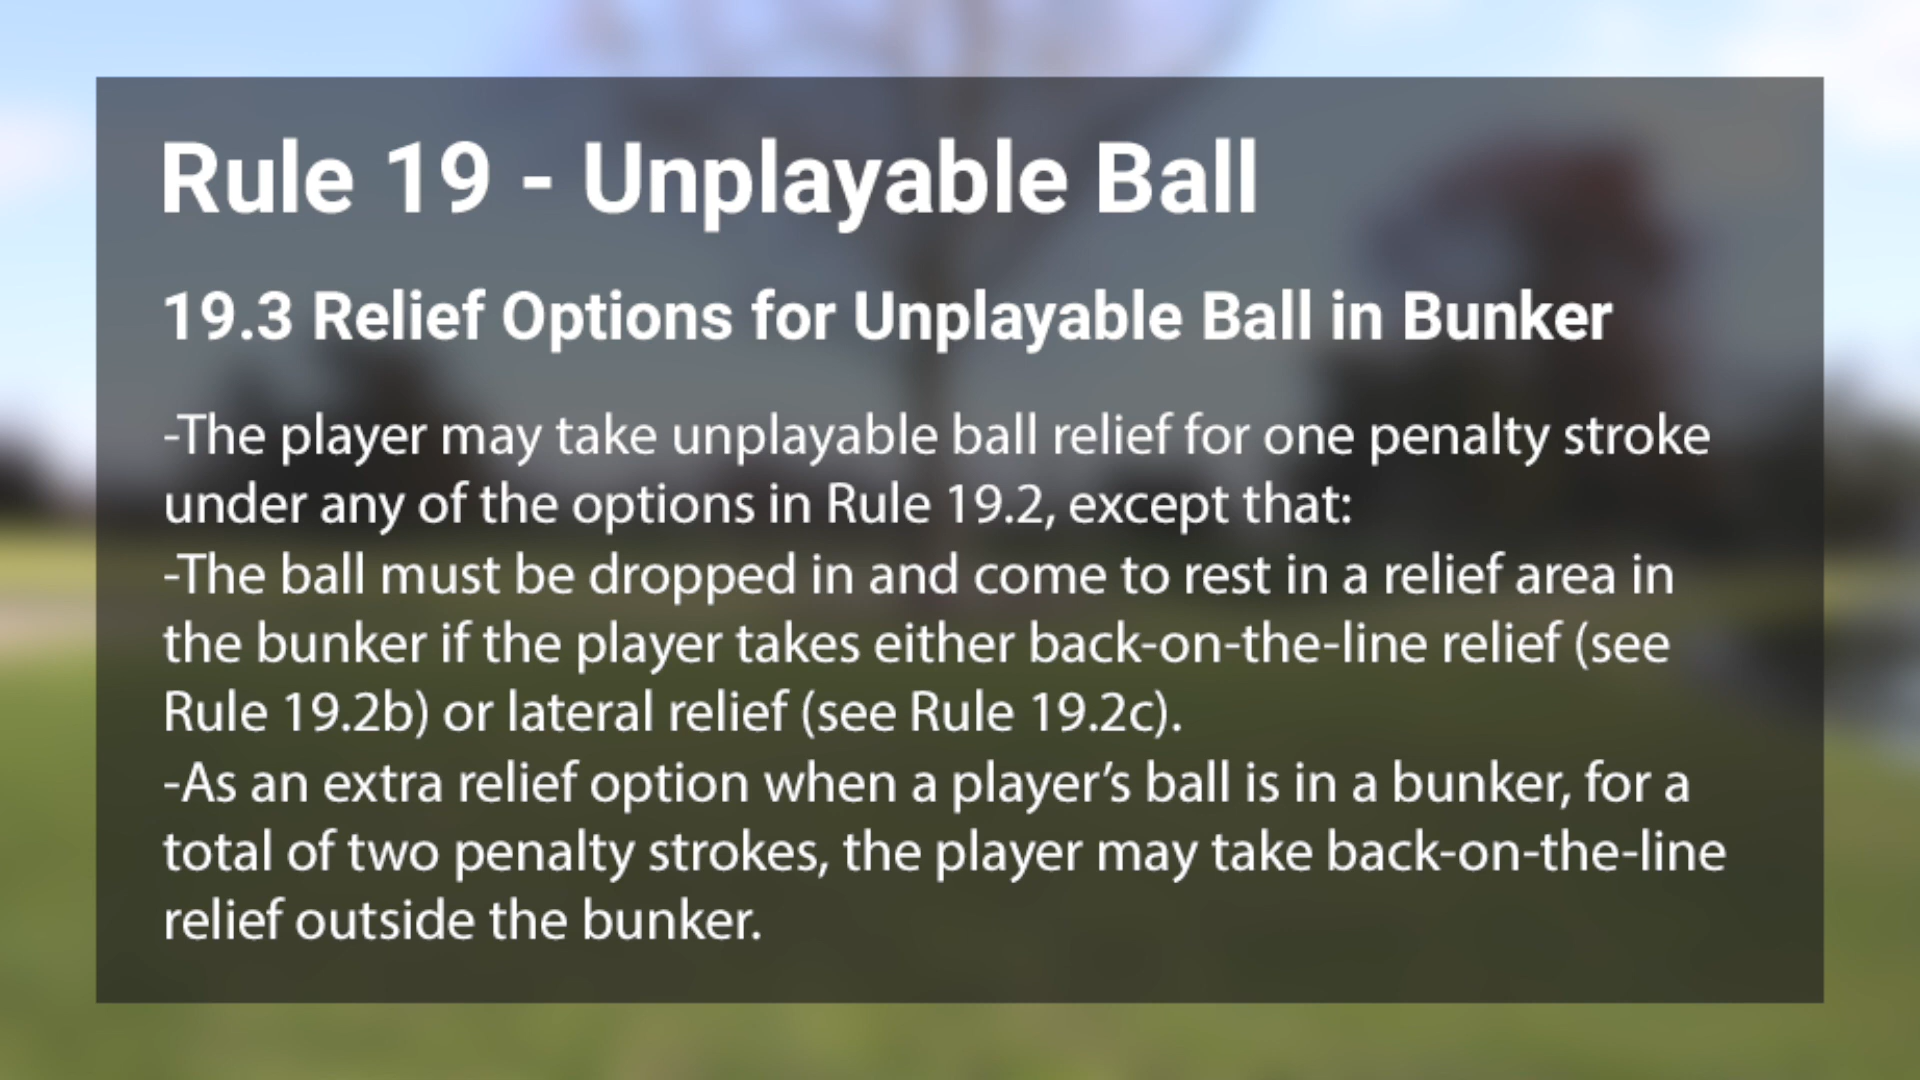 Rule 19 - Unplayable Ball
19.3 Relief Options for Unplayable Ball in Bunker
-The player may take unplayable ball relief for one penalty stroke
under any of the options in Rule 19.2, except that:
-The ball must be dropped in and come to rest in a relief area in
the bunker if the player takes either back-on-the-line relief (see
Rule 19.2b) or lateral relief (see Rule 19.2c).
-As an extra relief option when a player’s ball is in a bunker, for a
total of two penalty strokes, the player may take back-on-the-line
relief outside the bunker.